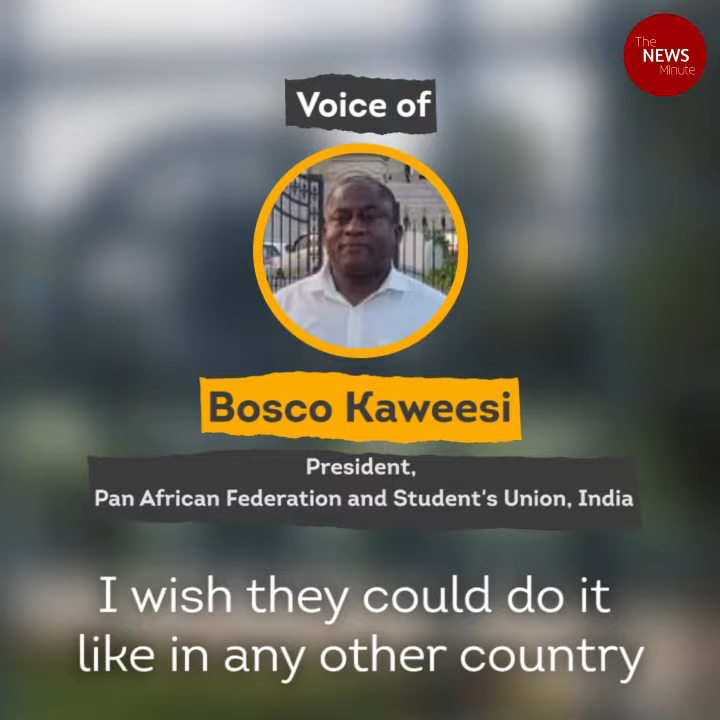 The
NEWS
Minute
Voice of
Bosco Kaweesi
President,
Pan African Federation and Student's Union, India
I wish they could do it
like in any other country